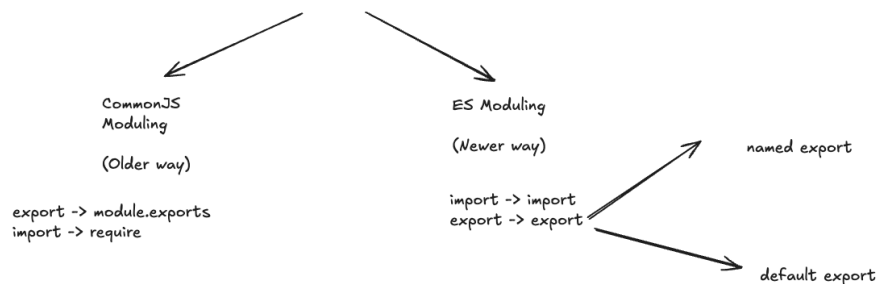 CommonJS
Moduling
(Older way)
export -> module.exports
import -> require
ES Moduling
(Newer way)
import -> import
export -> export
named export
default export